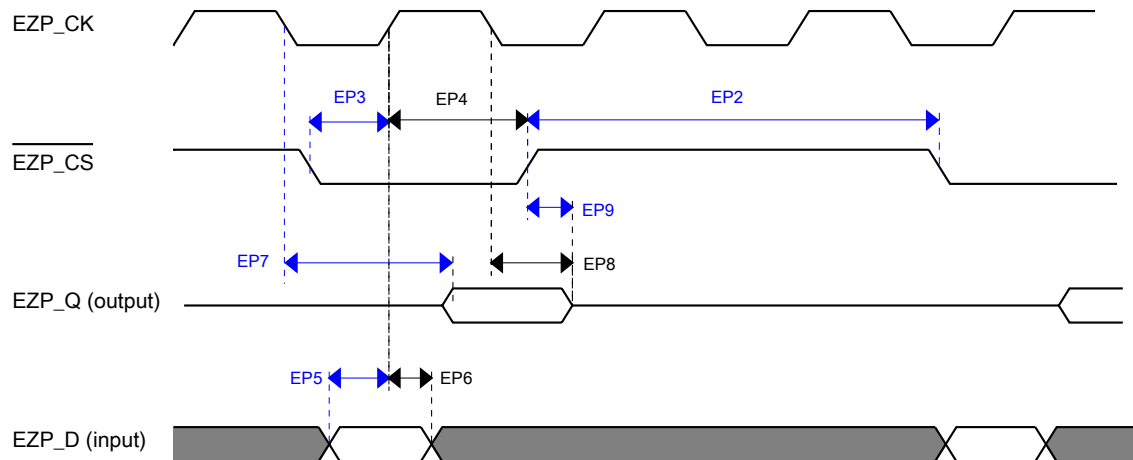 EZP_CK
EP3
EP4
EP2
EZP_CS
EP9
EP7
EP8
EZP_Q (output)
EP5
EP6
EZP_D (input)